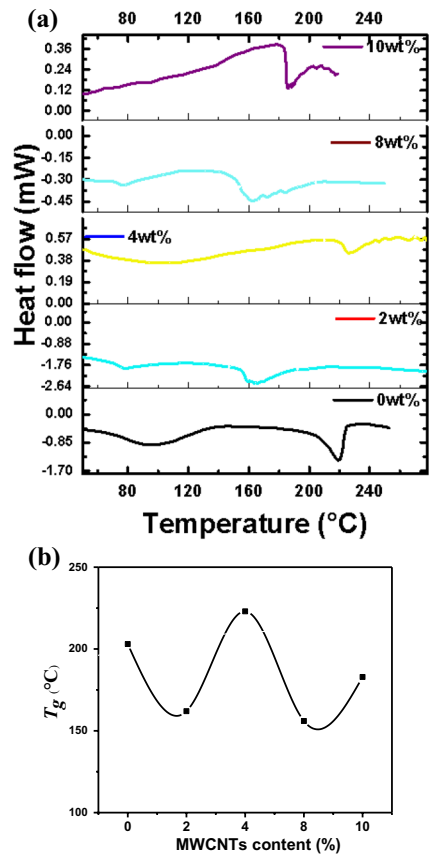 (a)
80 120 160 200 240
10wt%
0.36
0.24
0.12
0.00
8wt%
0.00
-0.15
-0.30
-0.45
4wt%
0.57
0.38
0.19
0.00
2wt%
0.00
-0.88
-1.76
-2.64
0wt%
0.00
-0.85
-1.70
Heat flow (mW)
80 120 160 200 240
Temperature (°C)
(b)
250
200
150
100
Tg (°C)
0 2 4 8 10
MWCNTs content (%)